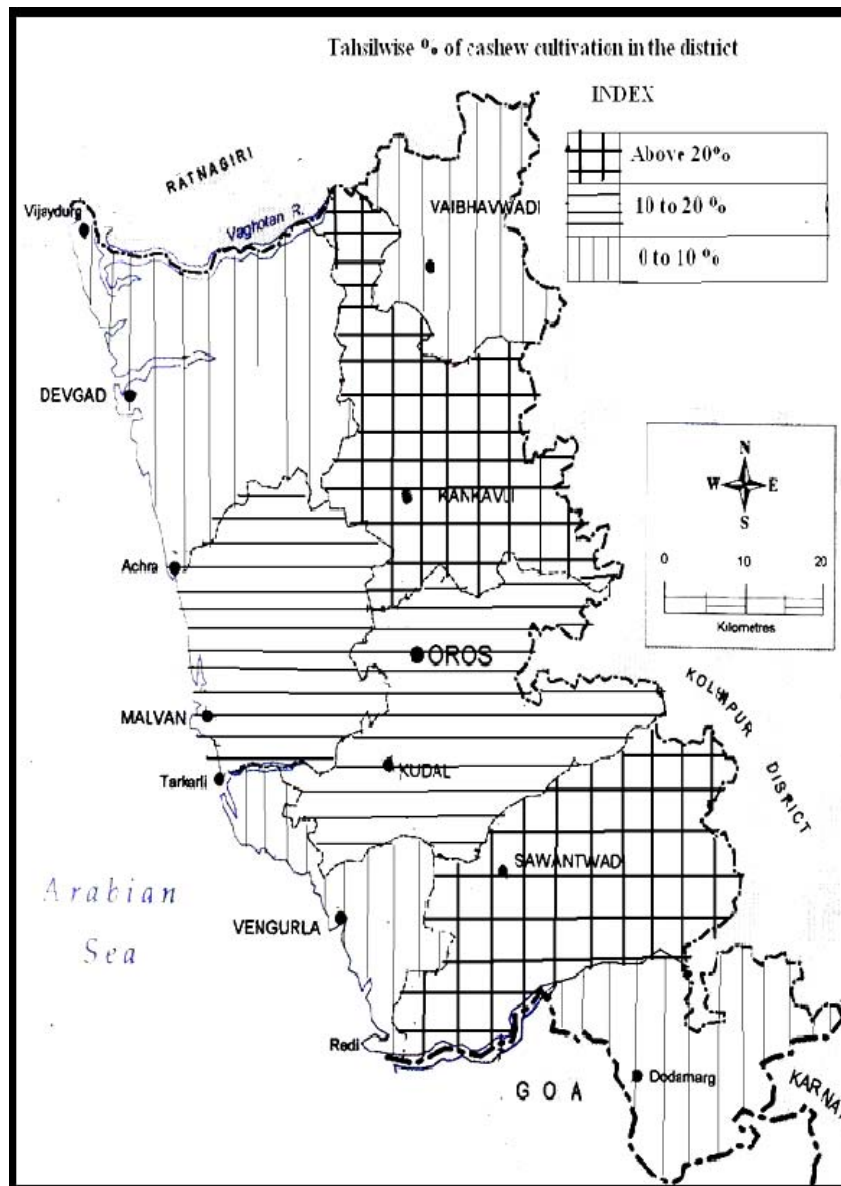 Tahsilwise % of cashew cultivation in the district
INDEX
Above 20%
10 to 20 %
0 to 10 %
RATNAGIRI
Vijaydurg
Vaghotan R.
VAIBHAVWADI
DEVGAD
KANKAVLI
N
W E
S
Achra
0 10 20
Kilometres
OROS
KOLHAPUR
DISTRICT
MALVAN
KUDAL
Tarkarli
SAWANTWADI
Arabian
Sea
VENGURLA
Redi
GOA
Dodamarg
KARNA